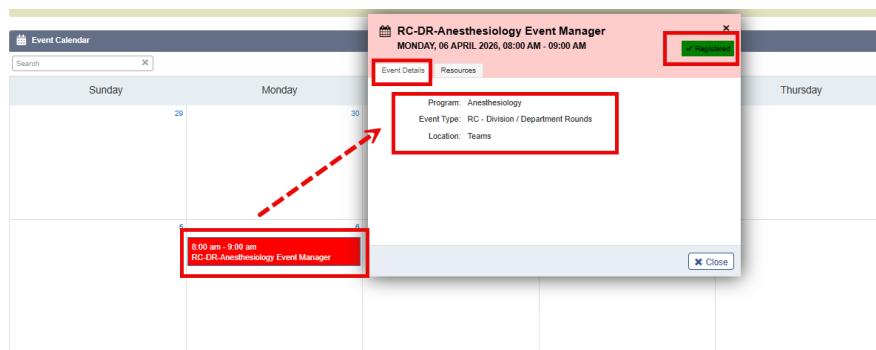 Event Calendar
Search
Sunday
Monday
Thursday
29
30
5
6
8:00 am - 9:00 am
RC-DR-Anesthesiology Event Manager
RC-DR-Anesthesiology Event Manager
MONDAY, 06 APRIL 2026, 08:00 AM - 09:00 AM
Registered
Event Details
Resources
Program: Anesthesiology
Event Type: RC - Division / Department Rounds
Location: Teams
Close